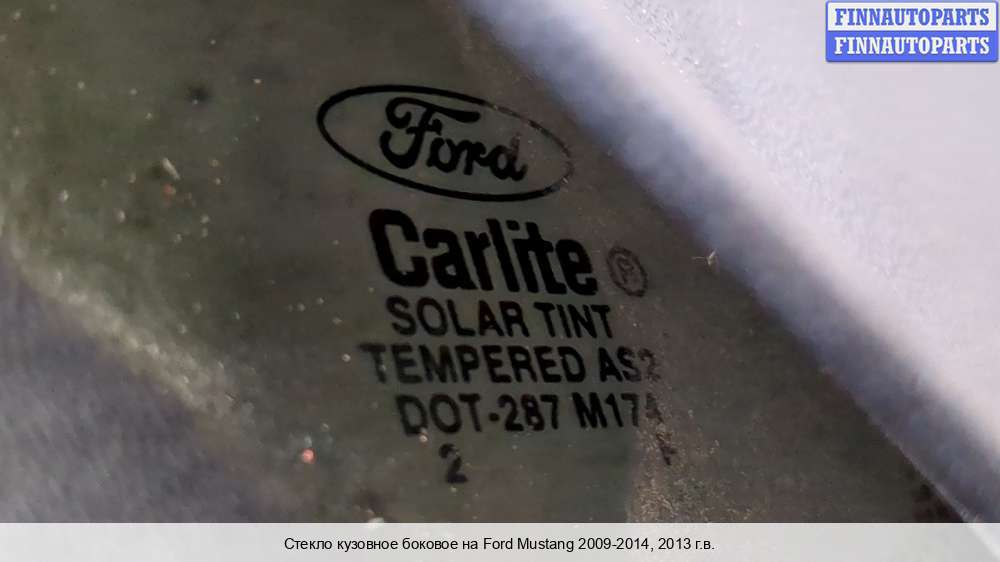 FINNAUTOPARTS
FINNAUTOPARTS
Ford
Carlite ®
SOLAR TINT
TEMPERED AS2
DOT-287
2
Стекло кузовное боковое на Ford Mustang 2009-2014, 2013 г.в.